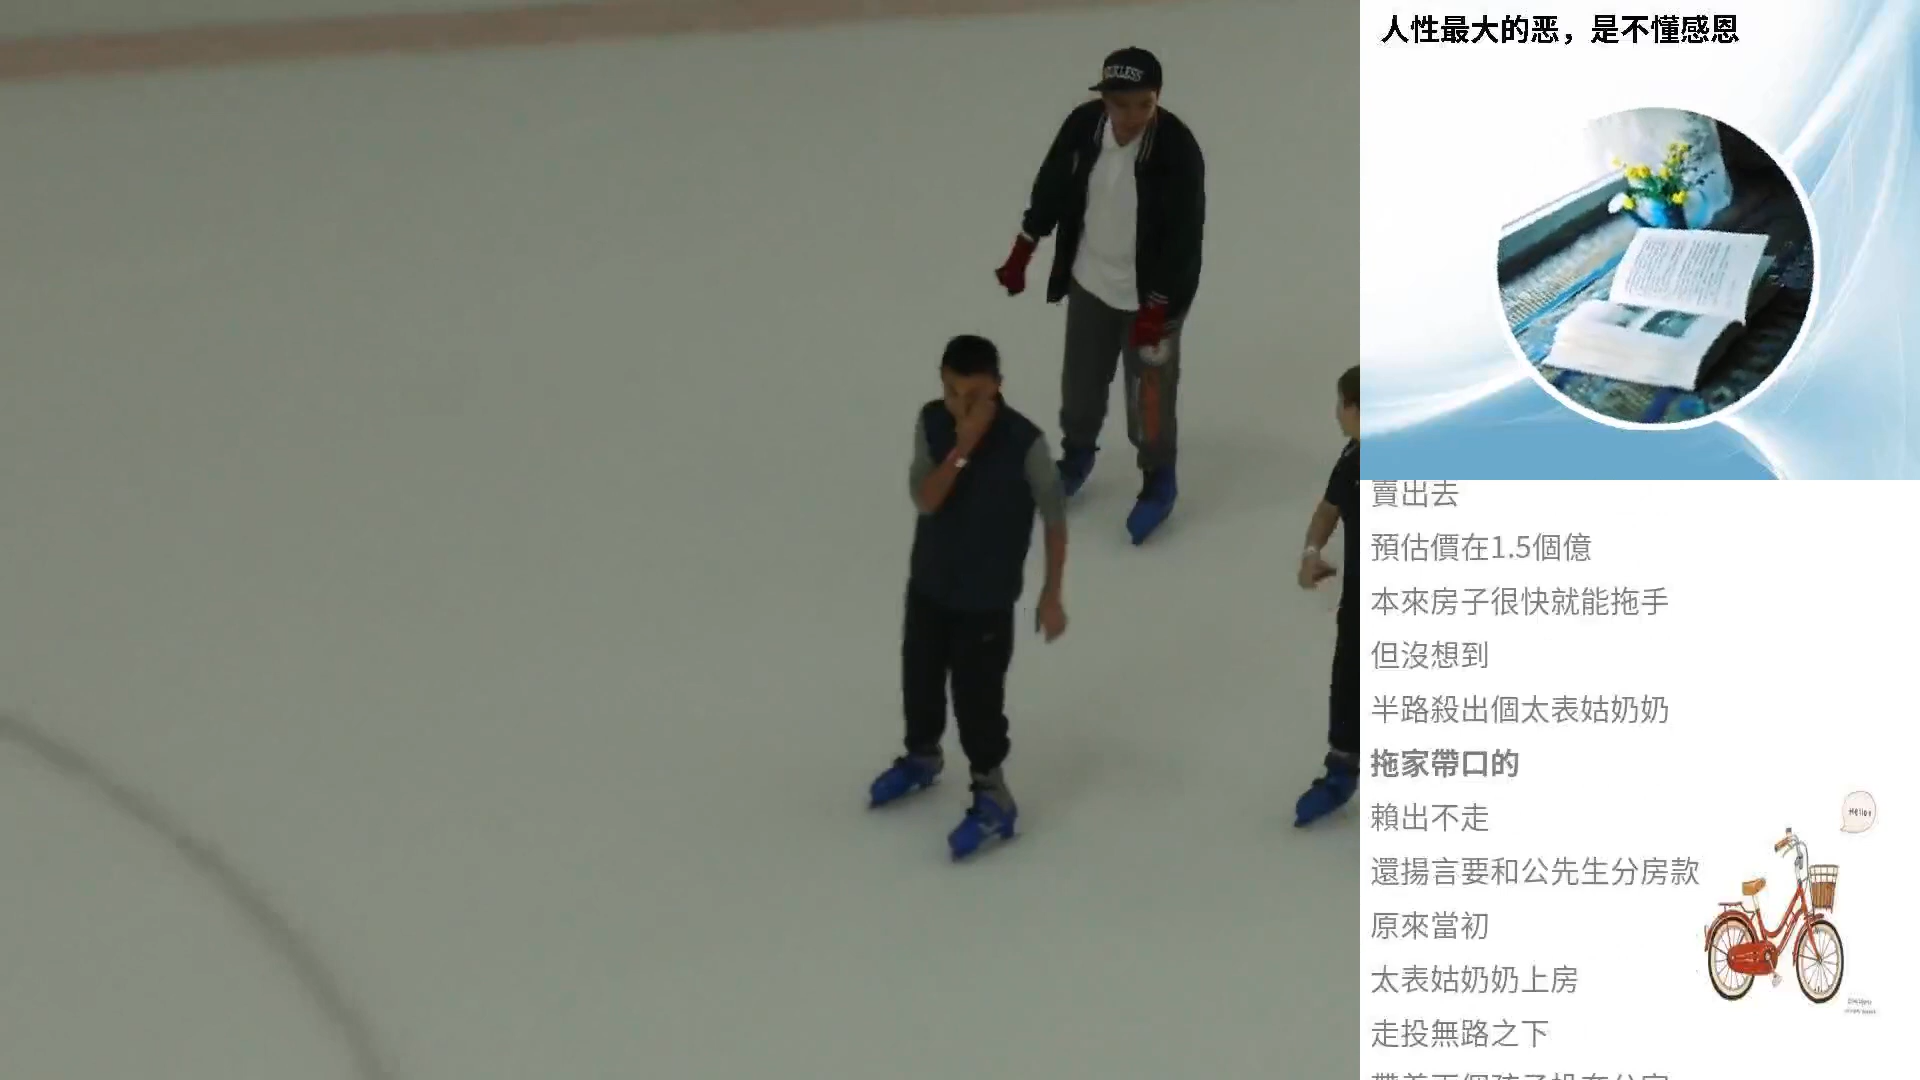 人性最大的恶，是不懂感恩
賣出去
預估價在1.5個億
本來房子很快就能拖手
但沒想到
半路殺出個太表姑奶奶
拖家帶口的
賴出不走
還揚言要和公先生分房款
原來當初
太表姑奶奶上房
走投無路之下
Hello!